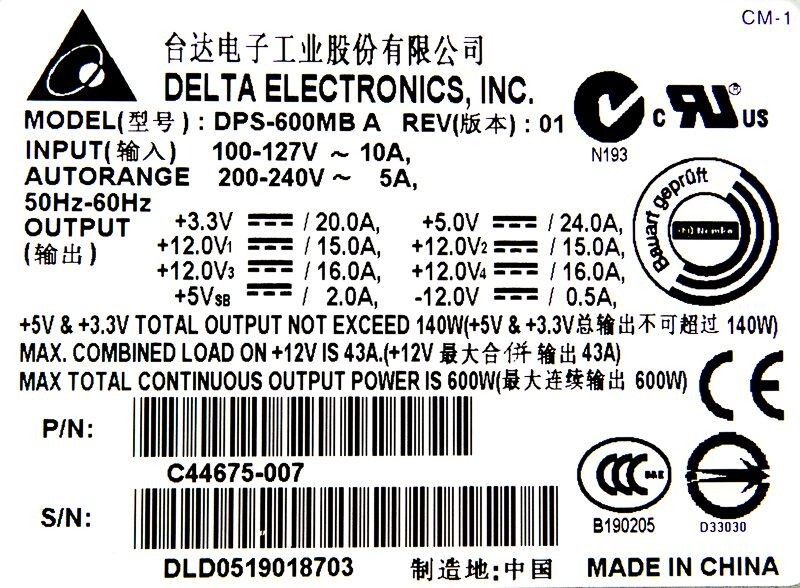 CM-1
台达电子工业股份有限公司
DELTA ELECTRONICS, INC.
MODEL(型号) : DPS-600MB A REV(版本) : 01
INPUT(输入) 100-127V ~ 10A,
AUTORANGE 200-240V ~ 5A,
50Hz-60Hz
N193
C UR ® US
OUTPUT
(输出)
+3.3V / 20.0A, +5.0V / 24.0A,
+12.0V1 / 15.0A, +12.0V2 / 15.0A,
+12.0V3 / 16.0A, +12.0V4 / 16.0A,
+5VSB / 2.0A, -12.0V / 0.5A,
Bauart geprüft
Nemko
+5V & +3.3V TOTAL OUTPUT NOT EXCEED 140W(+5V & +3.3V总输出不可超过 140W)
MAX. COMBINED LOAD ON +12V IS 43A.(+12V 最大合併输出 43A)
MAX TOTAL CONTINUOUS OUTPUT POWER IS 600W(最大连续输出 600W)
CE
P/N:
C44675-007
S/N:
DLD0519018703
CCC S&E
B190205
D33030
制造地:中国 MADE IN CHINA